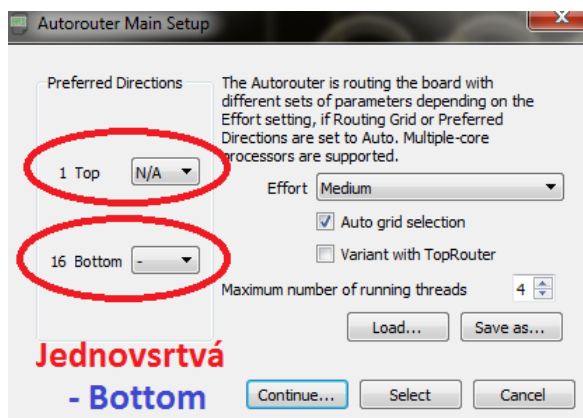 Autorouter Main Setup
x
Preferred Directions
1 Top N/A
16 Bottom -
The Autorouter is routing the board with
different sets of parameters depending on the
Effort setting, if Routing Grid or Preferred
Directions are set to Auto. Multiple-core
processors are supported.
Effort Medium
Auto grid selection
Variant with TopRouter
Maximum number of running threads 4
Load... Save as...
Jednovsrtvá
- Bottom
Continue... Select Cancel